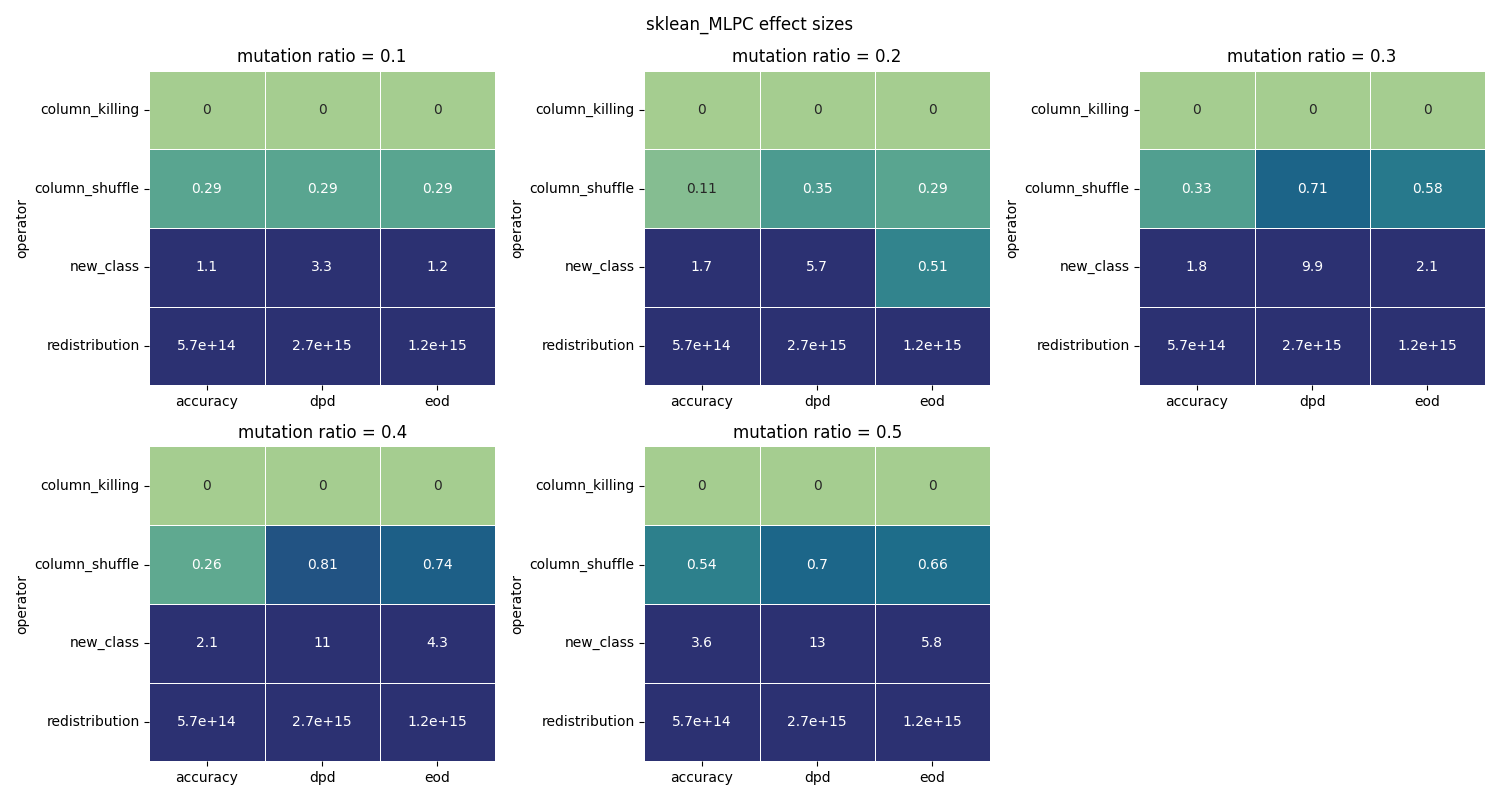 sklean_MLPC effect sizes
mutation ratio = 0.1
operator
column_killing 0 0 0
column_shuffle 0.29 0.29 0.29
new_class 1.1 3.3 1.2
redistribution 5.7e+14 2.7e+15 1.2e+15
accuracy dpd eod
mutation ratio = 0.2
operator
column_killing 0 0 0
column_shuffle 0.11 0.35 0.29
new_class 1.7 5.7 0.51
redistribution 5.7e+14 2.7e+15 1.2e+15
accuracy dpd eod
mutation ratio = 0.3
operator
column_killing 0 0 0
column_shuffle 0.33 0.71 0.58
new_class 1.8 9.9 2.1
redistribution 5.7e+14 2.7e+15 1.2e+15
accuracy dpd eod
mutation ratio = 0.4
operator
column_killing 0 0 0
column_shuffle 0.26 0.81 0.74
new_class 2.1 11 4.3
redistribution 5.7e+14 2.7e+15 1.2e+15
accuracy dpd eod
mutation ratio = 0.5
operator
column_killing 0 0 0
column_shuffle 0.54 0.7 0.66
new_class 3.6 13 5.8
redistribution 5.7e+14 2.7e+15 1.2e+15
accuracy dpd eod